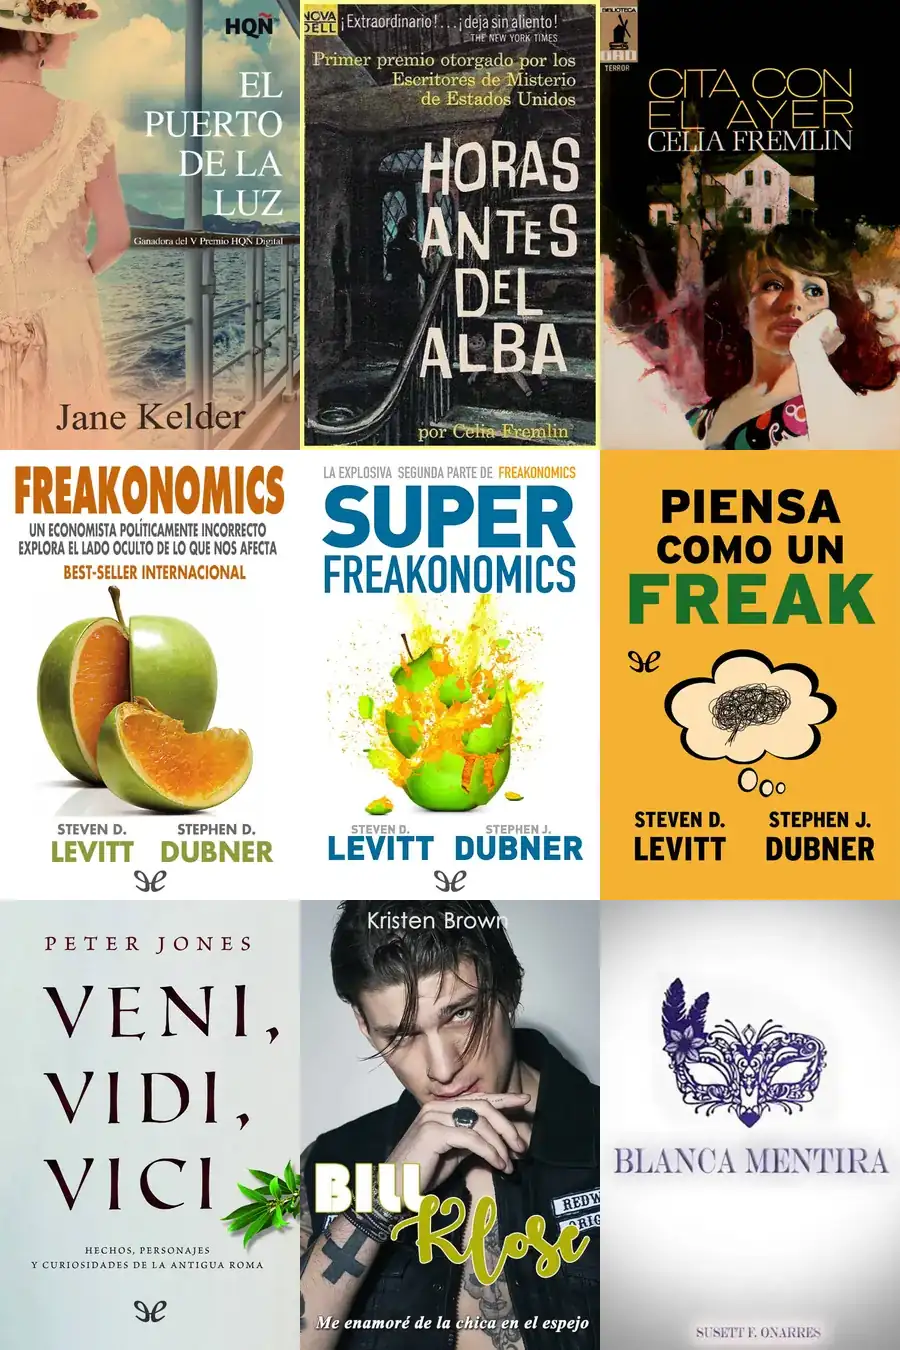 HQÑ
EL
PUERTO
DE LA
LUZ
Ganadora del V Premio HQÑ Digital
Jane Kelder
NOVA
DELL
¡Extraordinario!...¡deja sin aliento!
THE NEW YORK TIMES
Primer premio otorgado por los
Escritores de Misterio
de Estados Unidos
HORAS
ANTES
DEL
ALBA
por Celia Fremlin
BIBLIOTECA
ORO
TERROR
CITA CON
EL AYER
CELIA FREMLIN
FREAKONOMICS
UN ECONOMISTA POLÍTICAMENTE INCORRECTO
EXPLORA EL LADO OCULTO DE LO QUE NOS AFECTA
BEST-SELLER INTERNACIONAL
STEVEN D.
LEVITT
STEPHEN D.
DUBNER
LA EXPLOSIVA SEGUNDA PARTE DE FREAKONOMICS
SUPER
FREAKONOMICS
STEVEN D.
LEVITT
STEPHEN J.
DUBNER
PIENSA
COMO UN
FREAK
STEVEN D.
LEVITT
STEPHEN J.
DUBNER
PETER JONES
VENI,
VIDI,
VICI
HECHOS, PERSONAJES
Y CURIOSIDADES DE LA ANTIGUA ROMA
Kristen Brown
REDW
ORIG
BILL
Klose
Me enamoré de la chica en el espejo
BLANCA MENTIRA
SUSETT F. ONARRES